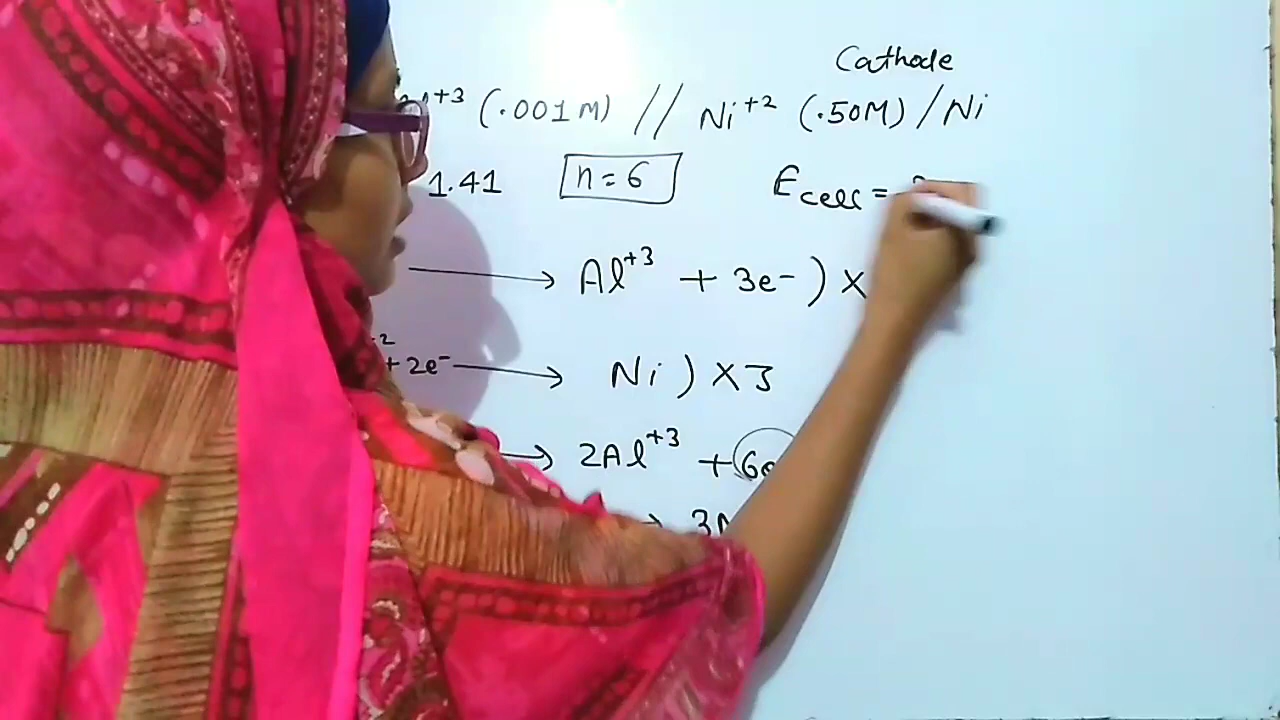 Cathode
+3 (.001M) // Ni+2 (.50M) / Ni
1.41 n = 6 Ecell =
⟶ Al+3 + 3e- ) ×
+ 2e- ⟶ Ni ) × 3
⟶ 2Al+3 + 6e
3